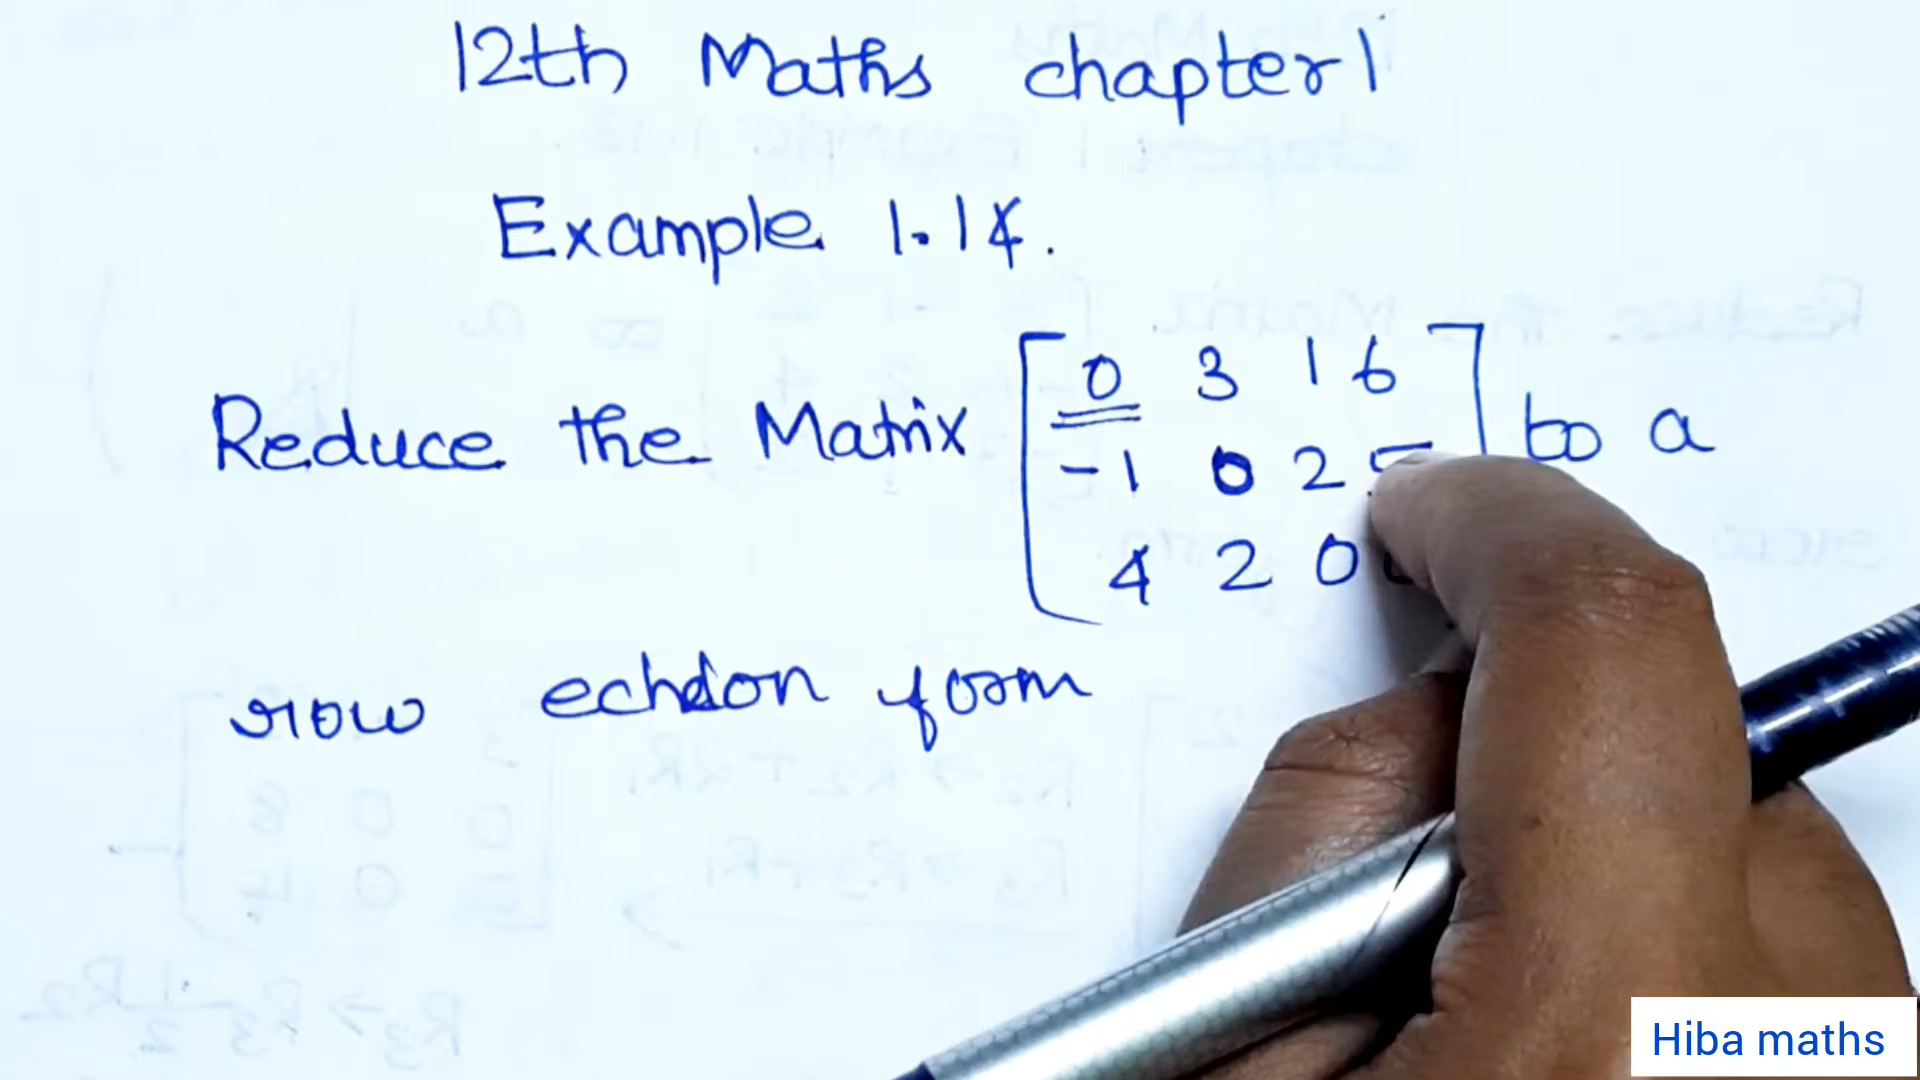 12th Maths chapter 1
Example 1.14.
0 3 1 6
Reduce the Matrix -1 0 2 5 to a
4 2 0
row echelon form
Hiba maths